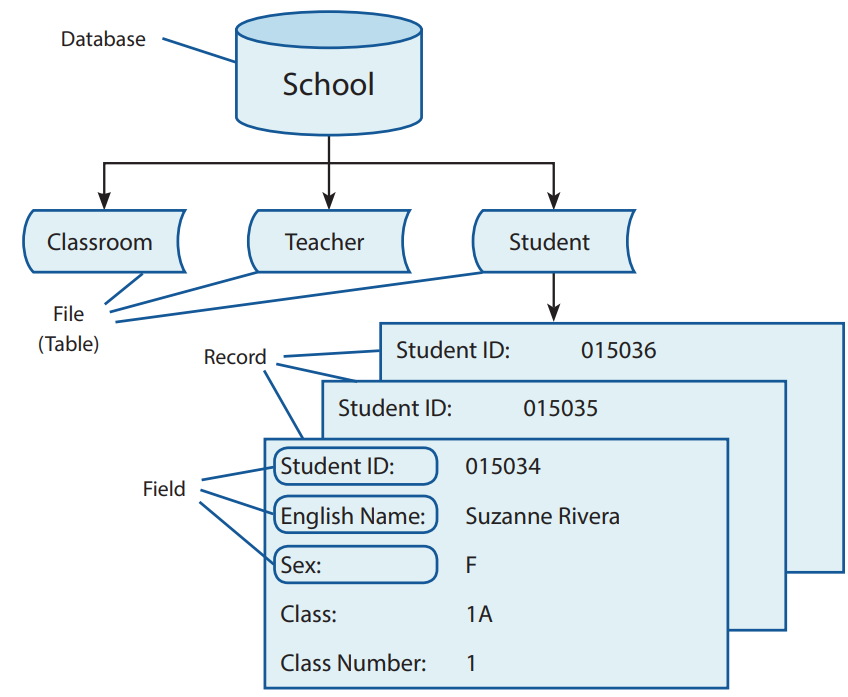 Database
School
Classroom
Teacher
Student
File
(Table)
Record
Student ID: 015036
Student ID: 015035
Field
Student ID: 015034
English Name: Suzanne Rivera
Sex: F
Class: 1A
Class Number: 1